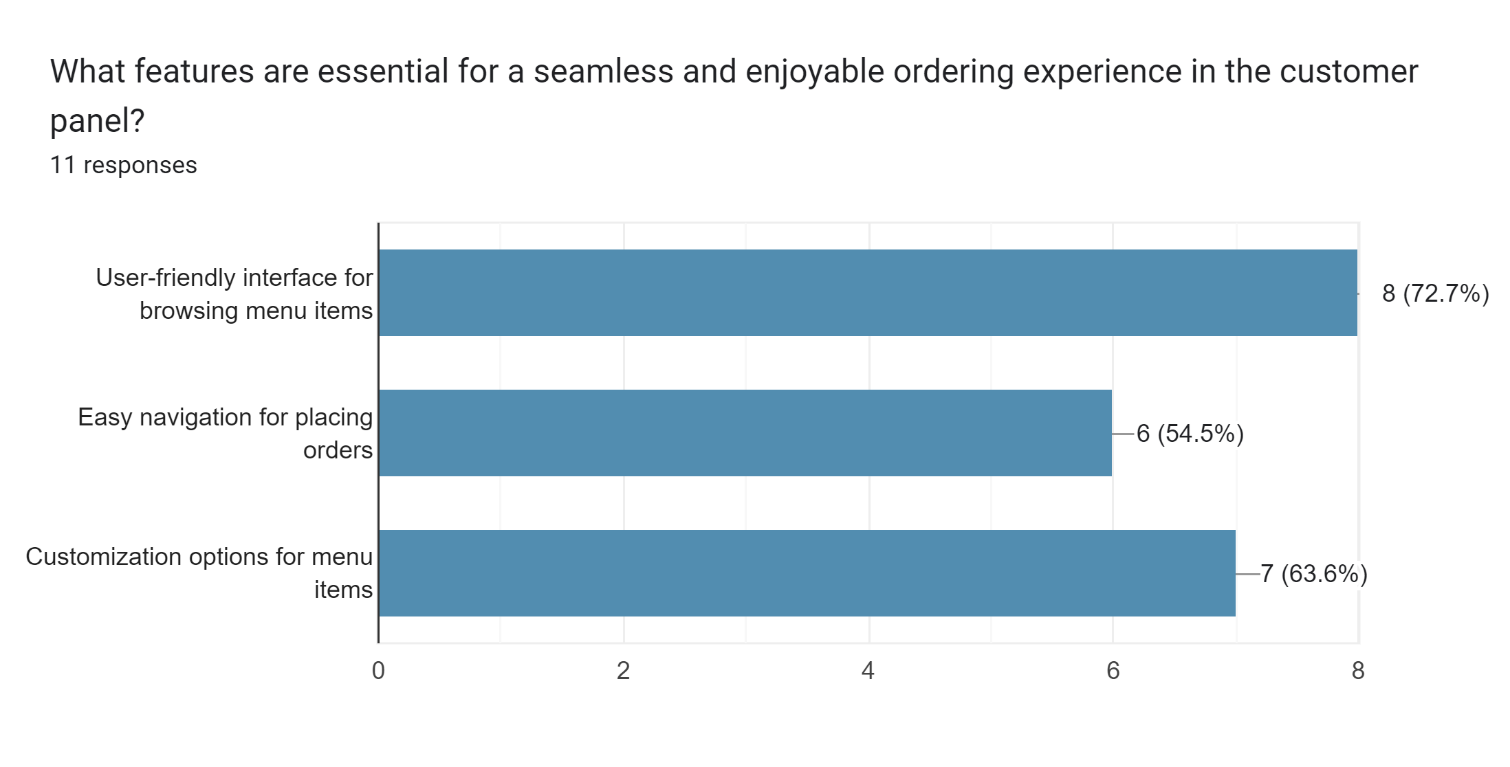 What features are essential for a seamless and enjoyable ordering experience in the customer
panel?
11 responses
User-friendly interface for
browsing menu items
8 (72.7%)
Easy navigation for placing
orders
6 (54.5%)
Customization options for menu
items
7 (63.6%)
0 2 4 6 8